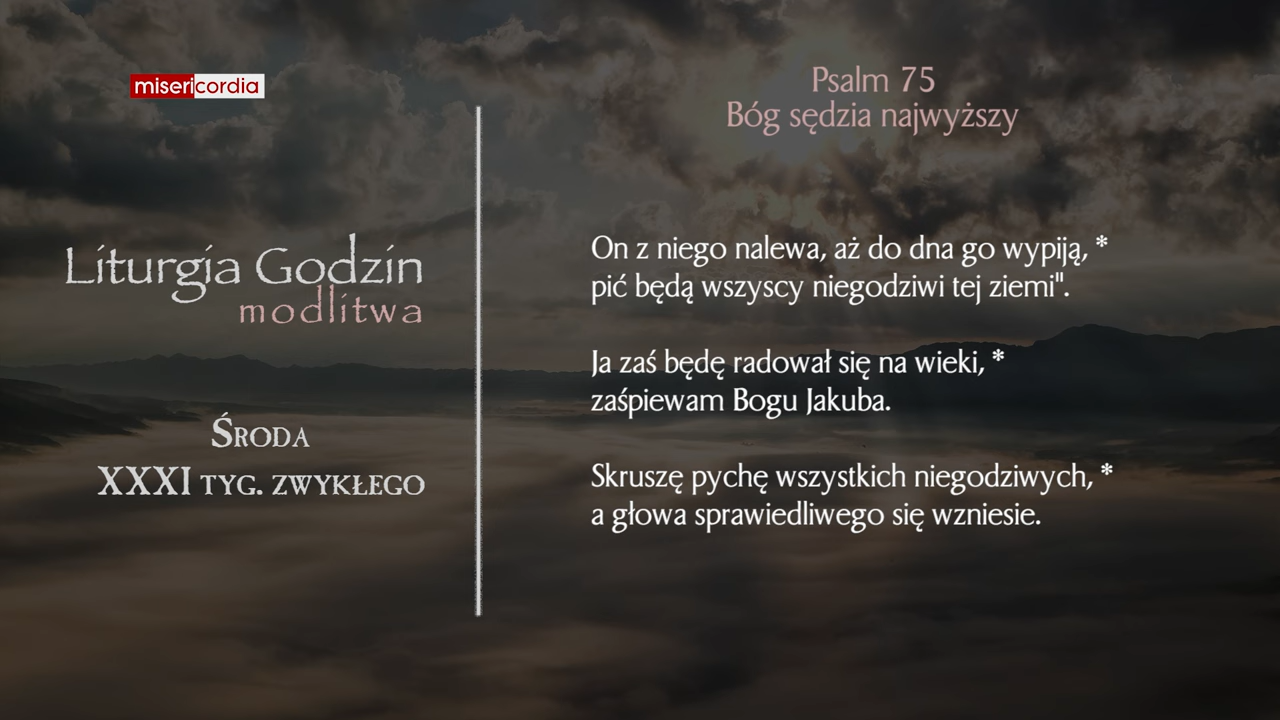 misericordia
Liturgia Godzin
modlitwa
Środa
XXXI tyg. zwykłego
Psalm 75
Bóg sędzia najwyższy
On z niego nalewa, aż do dna go wypiją, *
pić będą wszyscy niegodziwi tej ziemi".
Ja zaś będę radował się na wieki, *
zaśpiewam Bogu Jakuba.
Skruszę pychę wszystkich niegodziwych, *
a głowa sprawiedliwego się wzniesie.